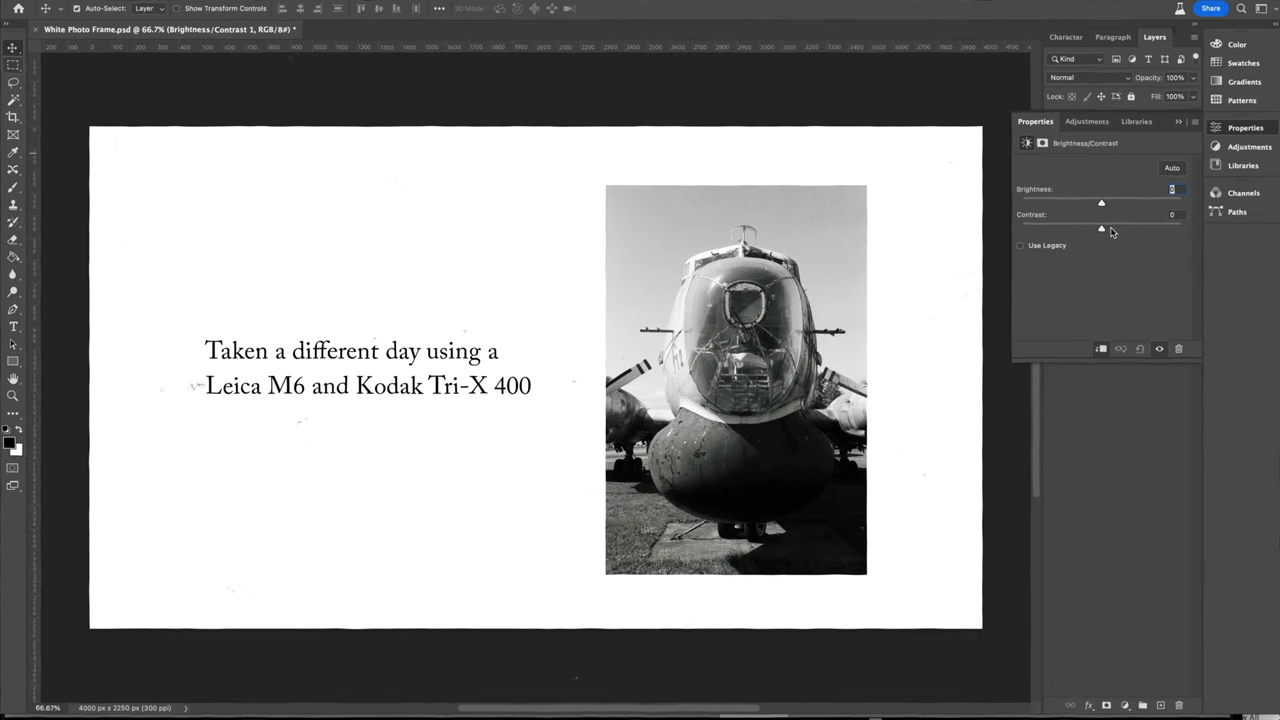 Auto-Select:
Layer
Show Transform Controls
3D Mode:
Share
White Photo Frame.psd @ 66.7% (Brightness/Contrast 1, RGB/8#) *
Character
Paragraph
Layers
Kind
Normal
Opacity: 100%
Lock:
Fill: 100%
Properties
Adjustments
Libraries
Brightness/Contrast
Auto
Brightness:
0
Contrast:
0
Use Legacy
Color
Swatches
Gradients
Patterns
Properties
Adjustments
Libraries
Channels
Paths
Taken a different day using a
Leica M6 and Kodak Tri-X 400
66.67%
4000 px x 2250 px (300 ppi)